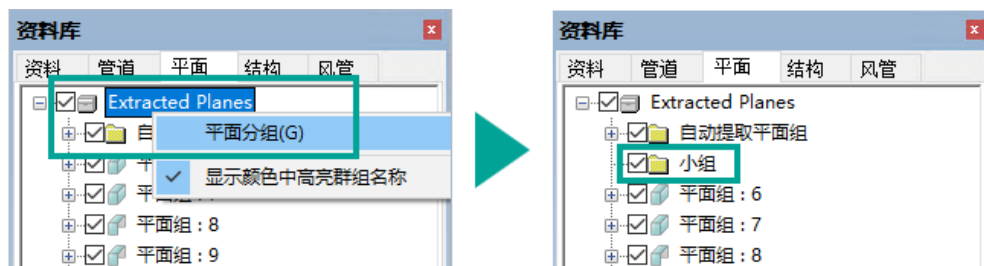 资料库
资料 管道 平面 结构 风管
Extracted Planes
自
平面分组(G)
平
显示颜色中高亮群组名称
平
平面组 : 8
平面组 : 9
资料库
资料 管道 平面 结构 风管
Extracted Planes
自动提取平面组
小组
平面组 : 6
平面组 : 7
平面组 : 8